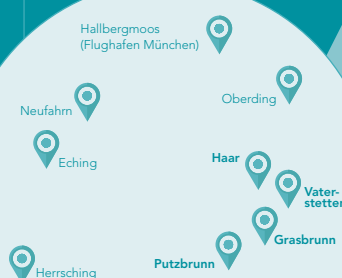 Hallbergmoos
(Flughafen München)
Oberding
Neufahrn
Eching
Haar
Vater-
stetten
Grasbrunn
Putzbrunn
Herrsching